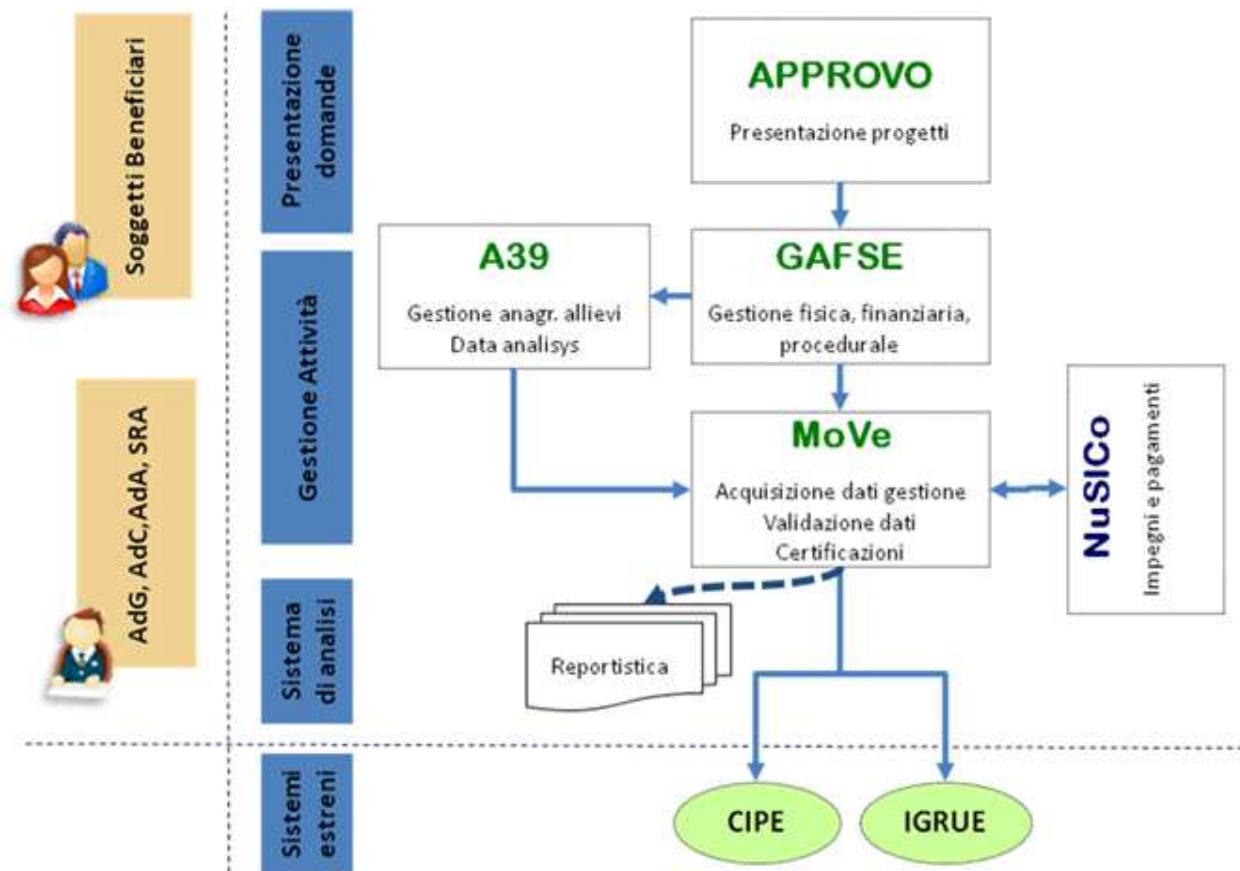 Soggetti Beneficiari
AdG, AdC,AdA, SRA
Presentazione
domande
Gestione Attività
Sistema
di analisi
Sistemi
estreni
APPROVO
Presentazione progetti
A39
Gestione anagr. allievi
Data analisys
GAFSE
Gestione fisica, finanziaria,
procedurale
MoVe
Acquisizione dati gestione
Validazione dati
Certificazioni
NuSICo
Impegni e pagamenti
Reportistica
CIPE
IGRUE